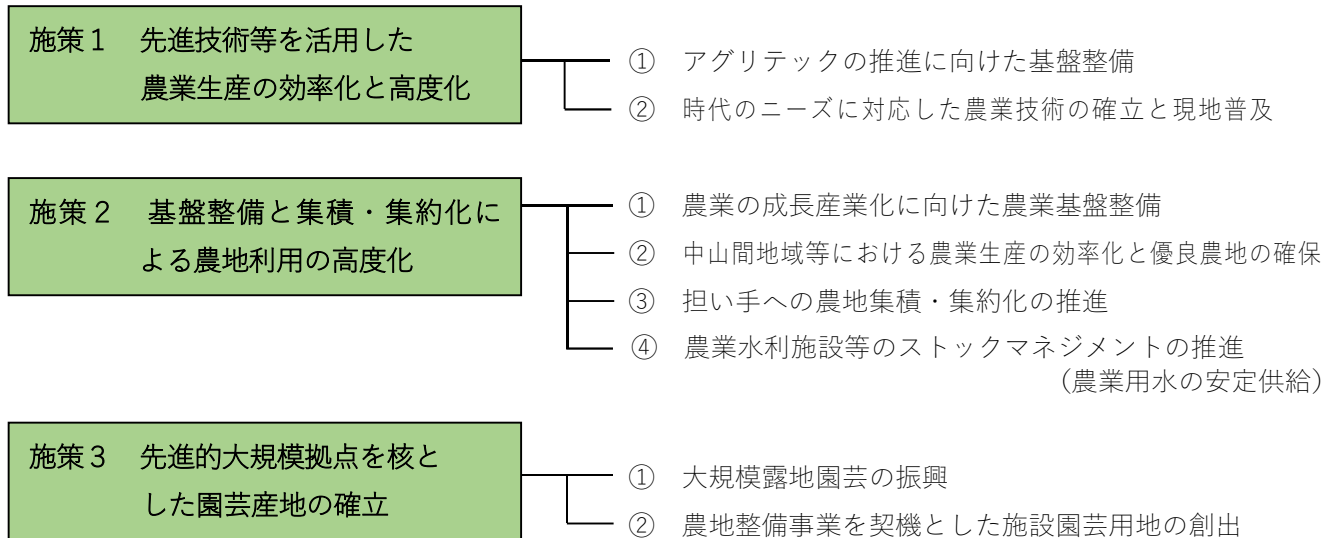 施策1 先進技術等を活用した
農業生産の効率化と高度化
① アグリテックの推進に向けた基盤整備
② 時代のニーズに対応した農業技術の確立と現地普及
施策2 基盤整備と集積・集約化に
よる農地利用の高度化
① 農業の成長産業化に向けた農業基盤整備
② 中山間地域等における農業生産の効率化と優良農地の確保
③ 担い手への農地集積・集約化の推進
④ 農業水利施設等のストックマネジメントの推進
(農業用水の安定供給)
施策3 先進的大規模拠点を核と
した園芸産地の確立
① 大規模露地園芸の振興
② 農地整備事業を契機とした施設園芸用地の創出